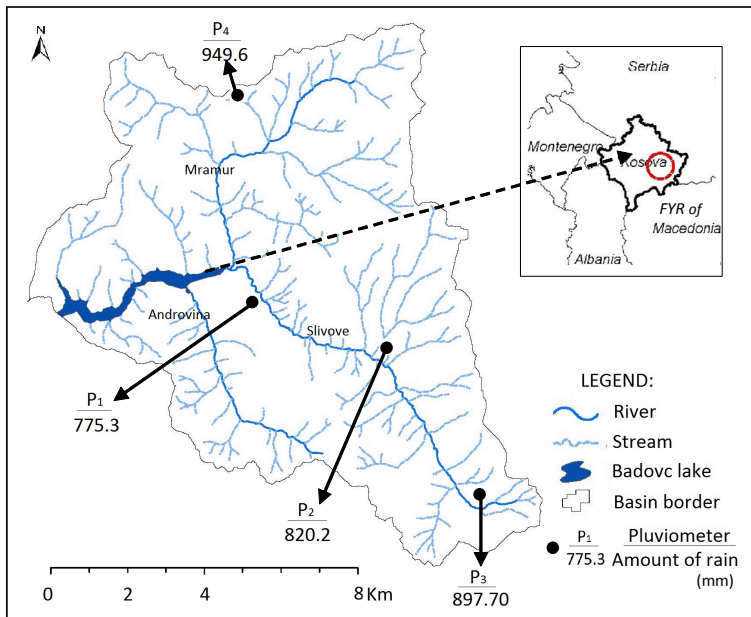 N
P4
949.6
Serbia
Montenegro
Kosova
FYR of
Macedonia
Albania
Mramur
Androvina
Slivove
P1
775.3
P2
820.2
P3
897.70
LEGEND:
River
Stream
Badovc lake
Basin border
P1 Pluviometer
775.3 Amount of rain
(mm)
0 2 4 6 8 Km